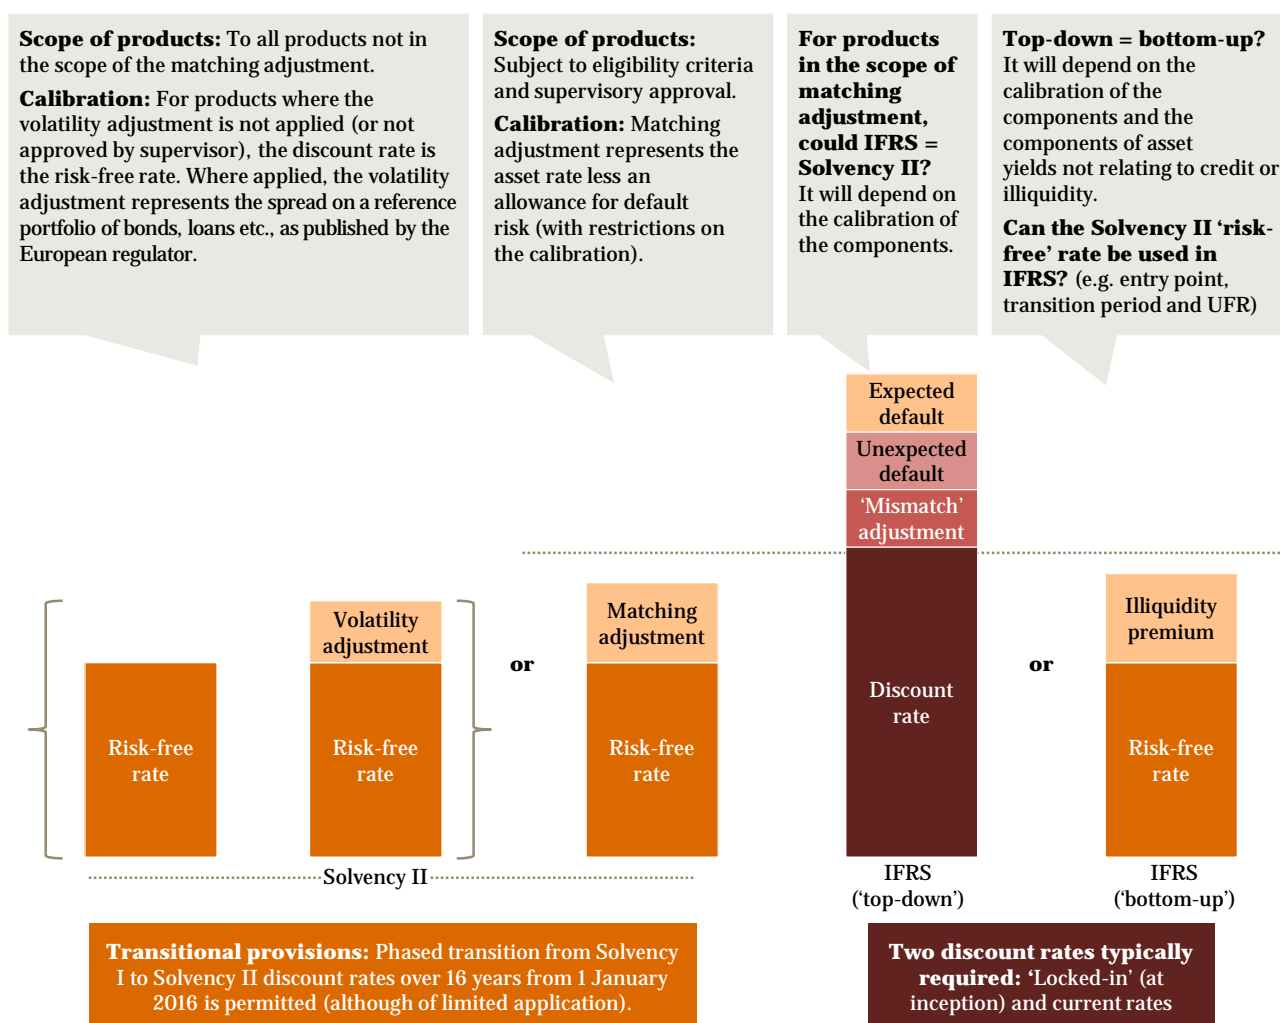 Scope of products: To all products not in
the scope of the matching adjustment.
Calibration: For products where the
volatility adjustment is not applied (or not
approved by supervisor), the discount rate is
the risk-free rate. Where applied, the volatility
adjustment represents the spread on a reference
portfolio of bonds, loans etc., as published by the
European regulator.
Scope of products:
Subject to eligibility criteria
and supervisory approval.
Calibration: Matching
adjustment represents the
asset rate less an
allowance for default
risk (with restrictions on
the calibration).
For products
in the scope of
matching
adjustment,
could IFRS =
Solvency II?
It will depend on
the calibration of
the components.
Top-down = bottom-up?
It will depend on the
calibration of the
components and the
components of asset
yields not relating to credit or
illiquidity.
Can the Solvency II ‘risk-
free’ rate be used in
IFRS? (e.g. entry point,
transition period and UFR)
Expected
default
Unexpected
default
‘Mismatch’
adjustment
Discount
rate
Risk-free
rate
Volatility
adjustment
Risk-free
rate
or
Matching
adjustment
Risk-free
rate
or
Illiquidity
premium
Risk-free
rate
Solvency II
IFRS
(‘top-down’)
IFRS
(‘bottom-up’)
Transitional provisions: Phased transition from Solvency
I to Solvency II discount rates over 16 years from 1 January
2016 is permitted (although of limited application).
Two discount rates typically
required: ‘Locked-in’ (at
inception) and current rates